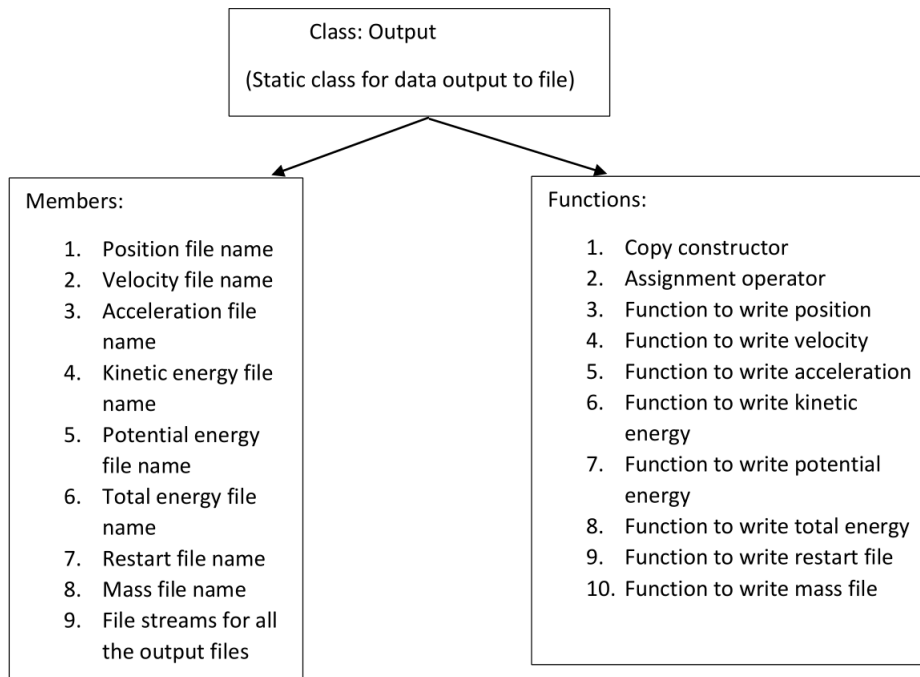 Class: Output
(Static class for data output to file)
Members:
1. Position file name
2. Velocity file name
3. Acceleration file
name
4. Kinetic energy file
name
5. Potential energy
file name
6. Total energy file
name
7. Restart file name
8. Mass file name
9. File streams for all
the output files
Functions:
1. Copy constructor
2. Assignment operator
3. Function to write position
4. Function to write velocity
5. Function to write acceleration
6. Function to write kinetic
energy
7. Function to write potential
energy
8. Function to write total energy
9. Function to write restart file
10. Function to write mass file